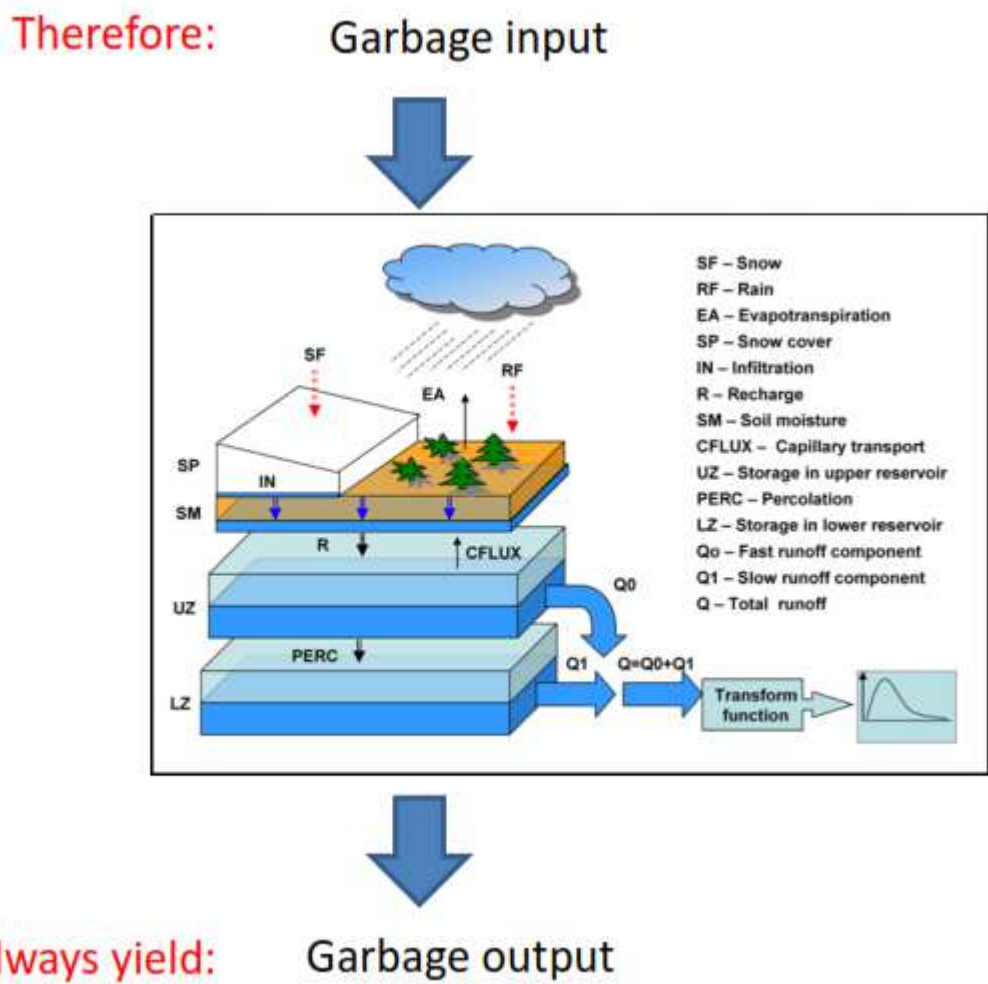 Therefore: Garbage input
SF – Snow
RF – Rain
EA – Evapotranspiration
SP – Snow cover
IN – Infiltration
R – Recharge
SM – Soil moisture
CFLUX – Capillary transport
UZ – Storage in upper reservoir
PERC – Percolation
LZ – Storage in lower reservoir
Qo – Fast runoff component
Q1 – Slow runoff component
Q – Total runoff
SF
RF
EA
SP
IN
SM
R
CFLUX
Q0
UZ
PERC
Q1 Q=Q0+Q1
LZ
Transform
function
lways yield: Garbage output